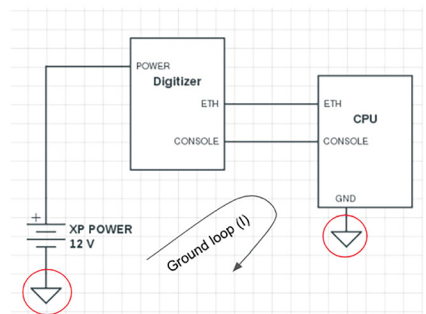 POWER
Digitizer
ETH
CONSOLE
ETH
CPU
CONSOLE
GND
+
XP POWER
12 V
Ground loop (I)